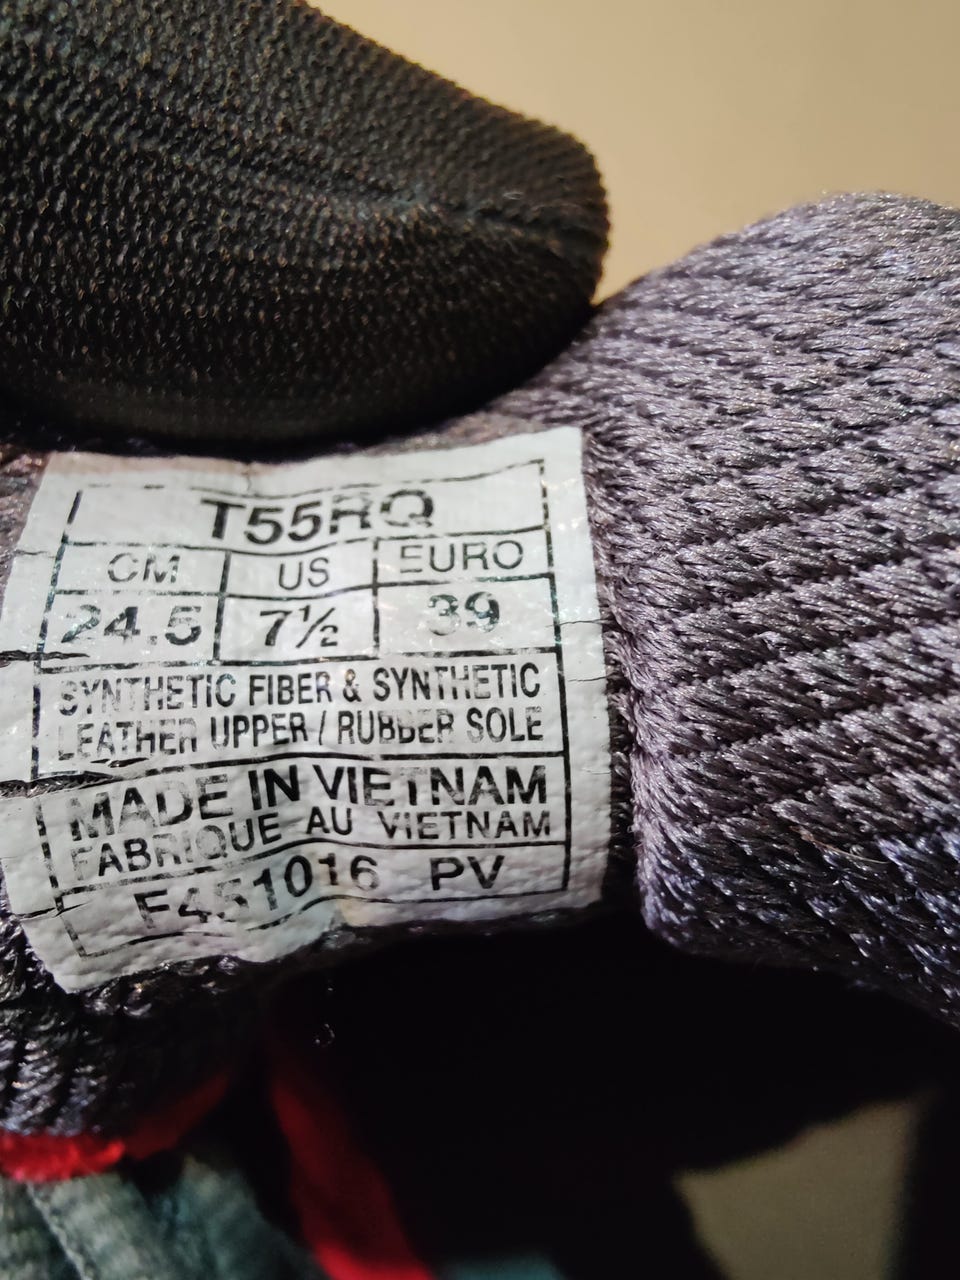 T55RQ
CM US EURO
24.5 7½ 39
SYNTHETIC FIBER & SYNTHETIC
LEATHER UPPER / RUBBER SOLE
MADE IN VIETNAM
FABRIQUE AU VIETNAM
F451016 PV